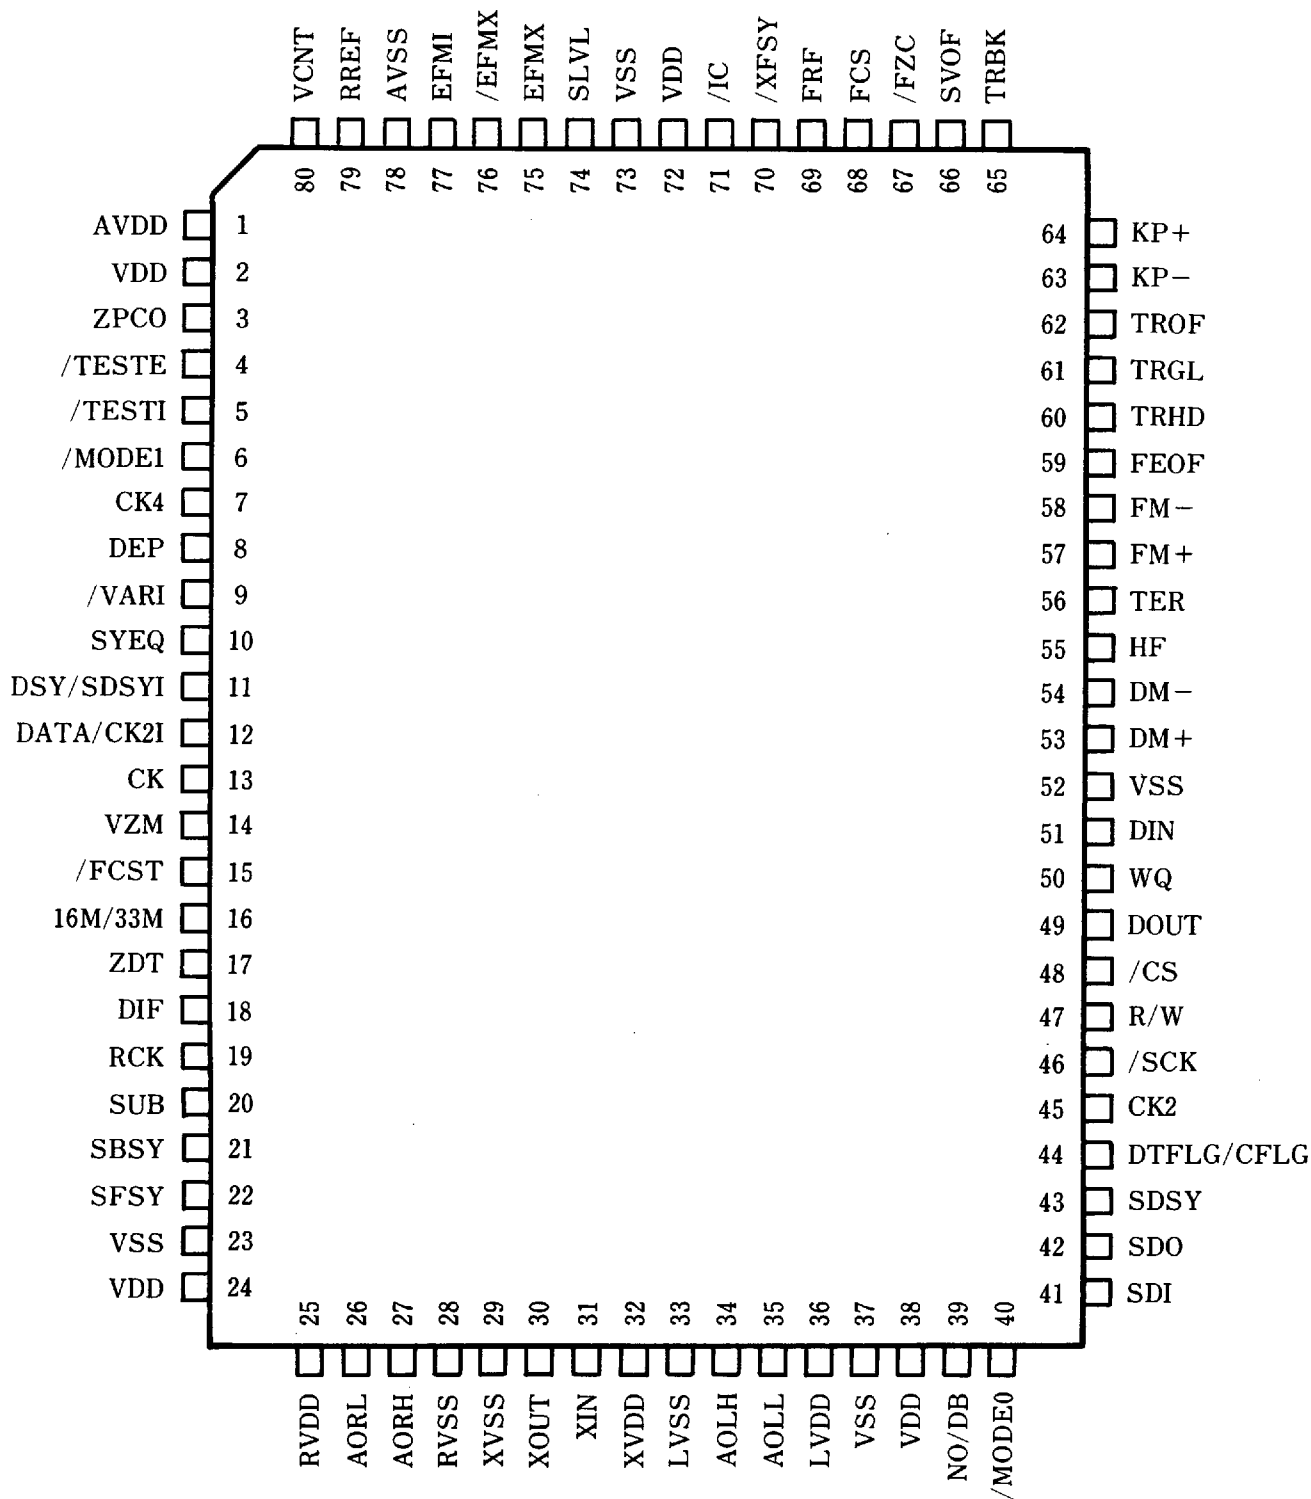 VCNT RREF AVSS EFMI /EFMX EFMX SLVL VSS VDD /IC /XFSY FRF FCS /FZC SVOF TRBK
80 79 78 77 76 75 74 73 72 71 70 69 68 67 66 65
AVDD 1
VDD 2
ZPCO 3
/TESTE 4
/TESTI 5
/MODE1 6
CK4 7
DEP 8
/VARI 9
SYEQ 10
DSY/SDSYI 11
DATA/CK2I 12
CK 13
VZM 14
/FCST 15
16M/33M 16
ZDT 17
DIF 18
RCK 19
SUB 20
SBSY 21
SFSY 22
VSS 23
VDD 24
64 KP+
63 KP−
62 TROF
61 TRGL
60 TRHD
59 FEOF
58 FM−
57 FM+
56 TER
55 HF
54 DM−
53 DM+
52 VSS
51 DIN
50 WQ
49 DOUT
48 /CS
47 R/W
46 /SCK
45 CK2
44 DTFLG/CFLG
43 SDSY
42 SDO
41 SDI
25 26 27 28 29 30 31 32 33 34 35 36 37 38 39 40
RVDD AORL AORH RVSS XVSS XOUT XIN XVDD LVSS AOLH AOLL LVDD VSS VDD NO/DB /MODE0